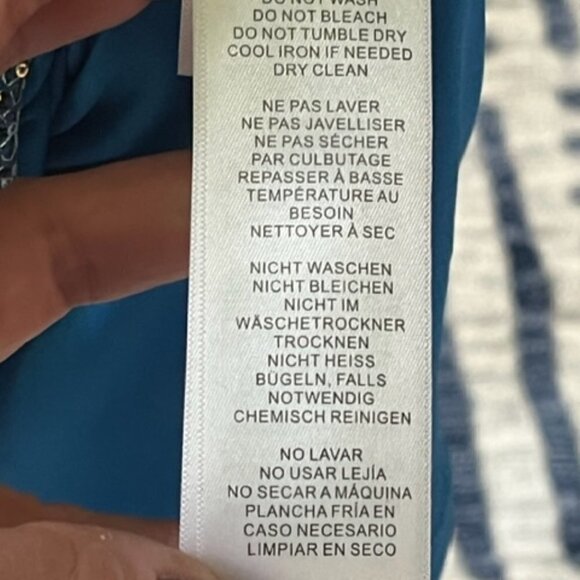 DO NOT WASH
DO NOT BLEACH
DO NOT TUMBLE DRY
COOL IRON IF NEEDED
DRY CLEAN
NE PAS LAVER
NE PAS JAVELLISER
NE PAS SÉCHER
PAR CULBUTAGE
REPASSER À BASSE
TEMPÉRATURE AU
BESOIN
NETTOYER À SEC
NICHT WASCHEN
NICHT BLEICHEN
NICHT IM
WÄSCHETROCKNER
TROCKNEN
NICHT HEISS
BÜGELN, FALLS
NOTWENDIG
CHEMISCH REINIGEN
NO LAVAR
NO USAR LEJÍA
NO SECAR A MÁQUINA
PLANCHA FRÍA EN
CASO NECESARIO
LIMPIAR EN SECO